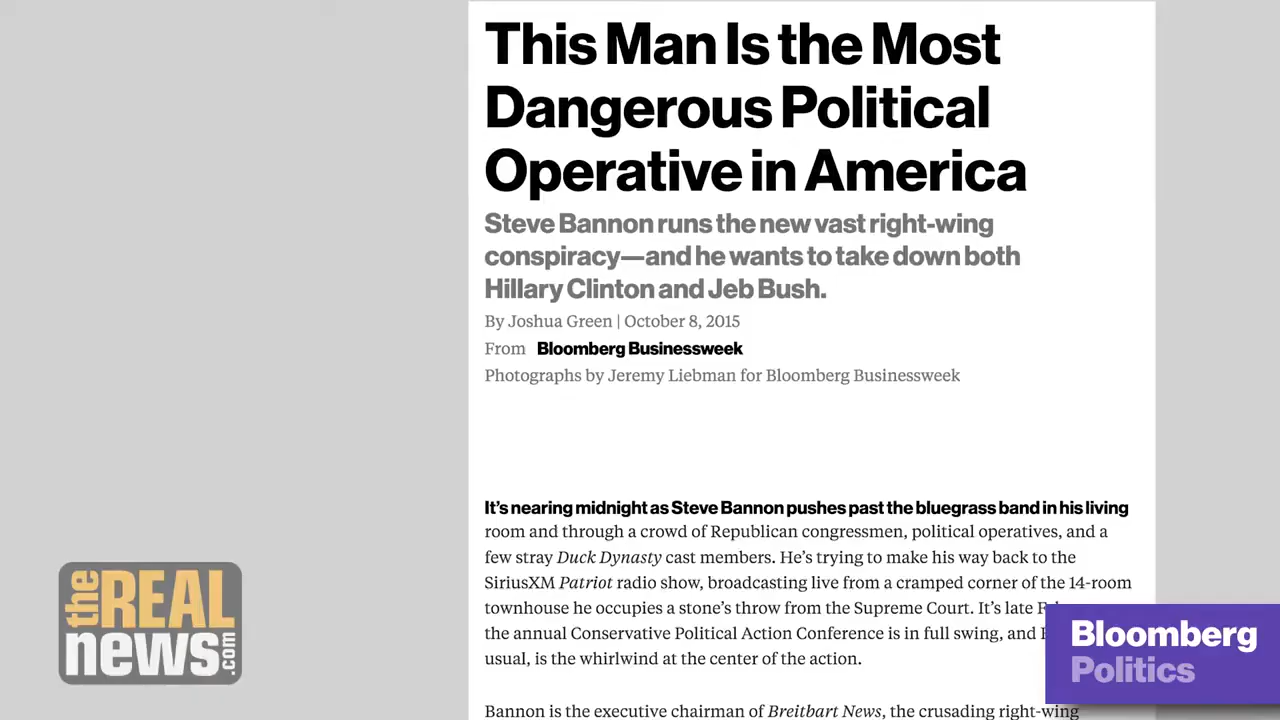 This Man Is the Most
Dangerous Political
Operative in America
Steve Bannon runs the new vast right-wing
conspiracy—and he wants to take down both
Hillary Clinton and Jeb Bush.
By Joshua Green | October 8, 2015
From Bloomberg Businessweek
Photographs by Jeremy Liebman for Bloomberg Businessweek
It's nearing midnight as Steve Bannon pushes past the bluegrass band in his living
room and through a crowd of Republican congressmen, political operatives, and a
few stray Duck Dynasty cast members. He's trying to make his way back to the
SiriusXM Patriot radio show, broadcasting live from a cramped corner of the 14-room
townhouse he occupies a stone's throw from the Supreme Court. It's late
the annual Conservative Political Action Conference is in full swing, and
usual, is the whirlwind at the center of the action.
Bannon is the executive chairman of Breitbart News, the crusading right-wing
the REAL
news.com
Bloomberg
Politics